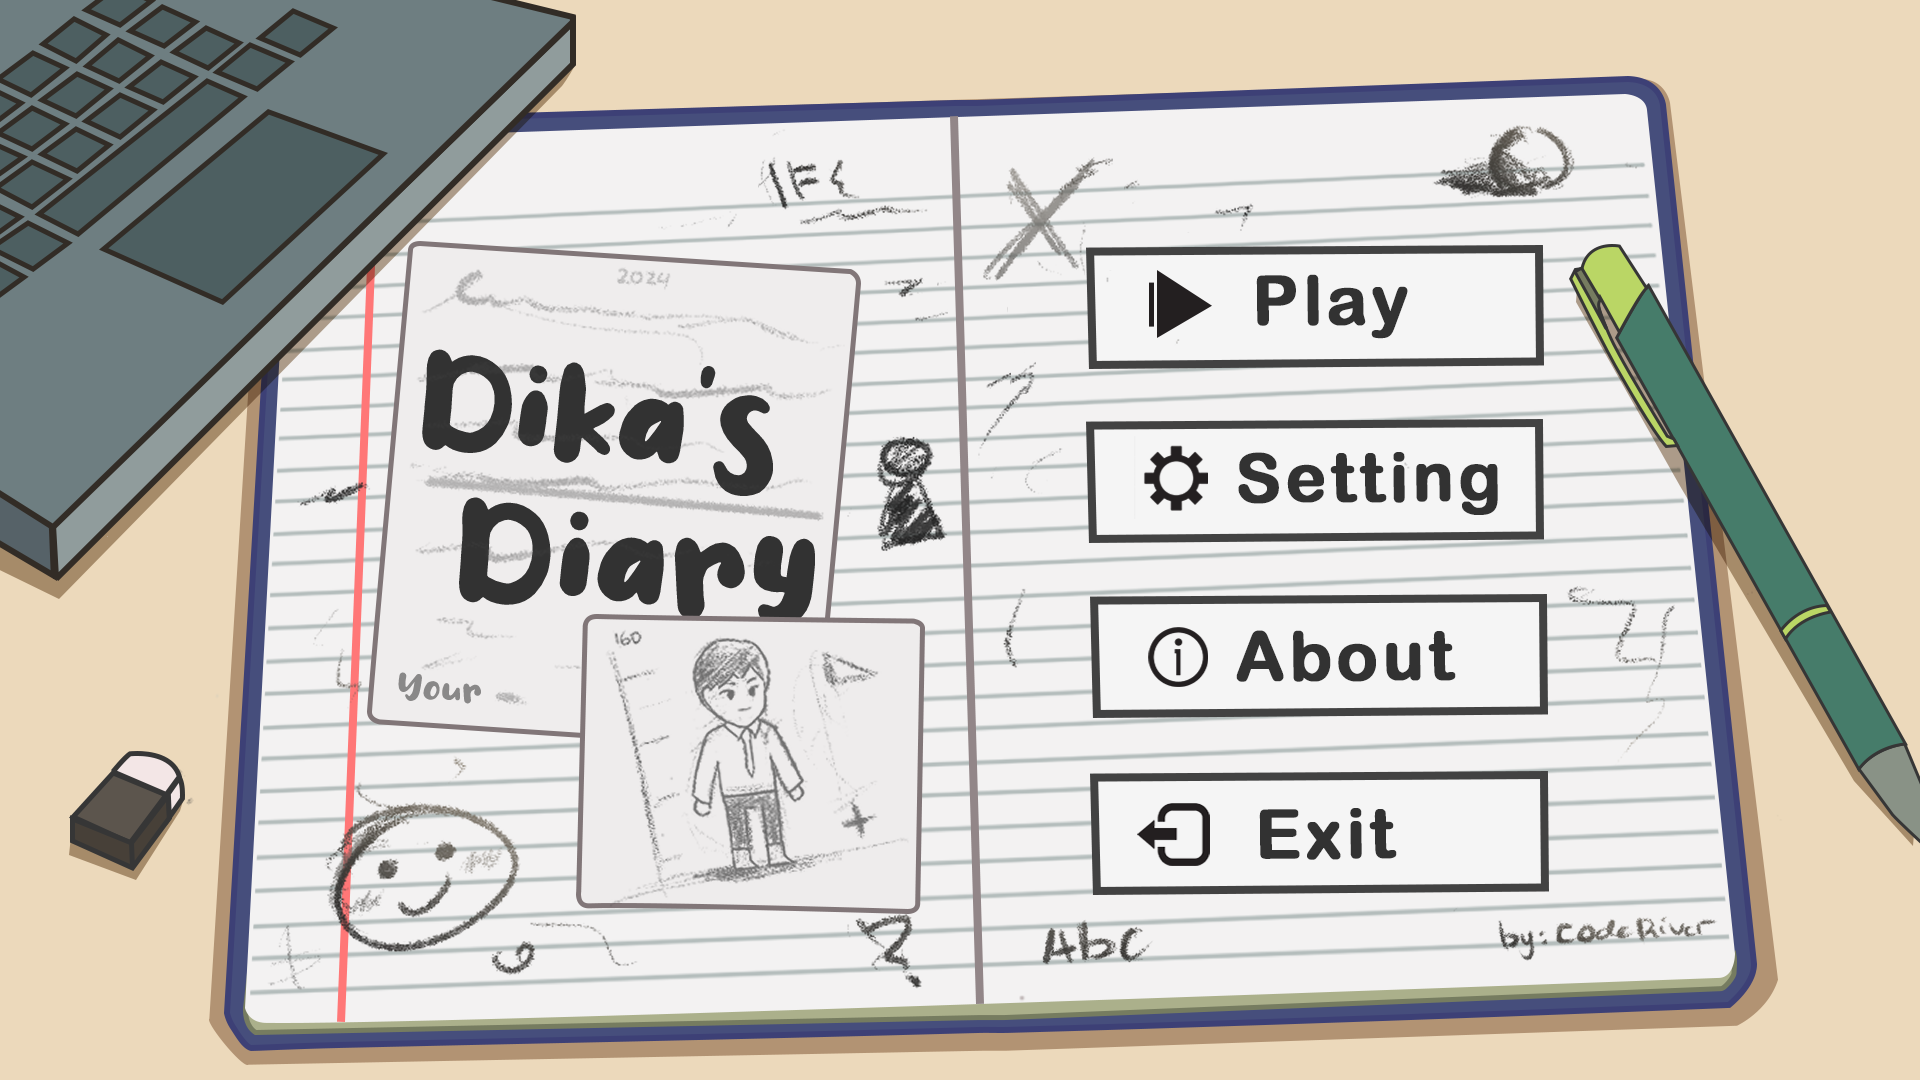 2024
Dika's
Diary
Your
160
Play
Setting
About
Exit
Abc
by: CodeRiver